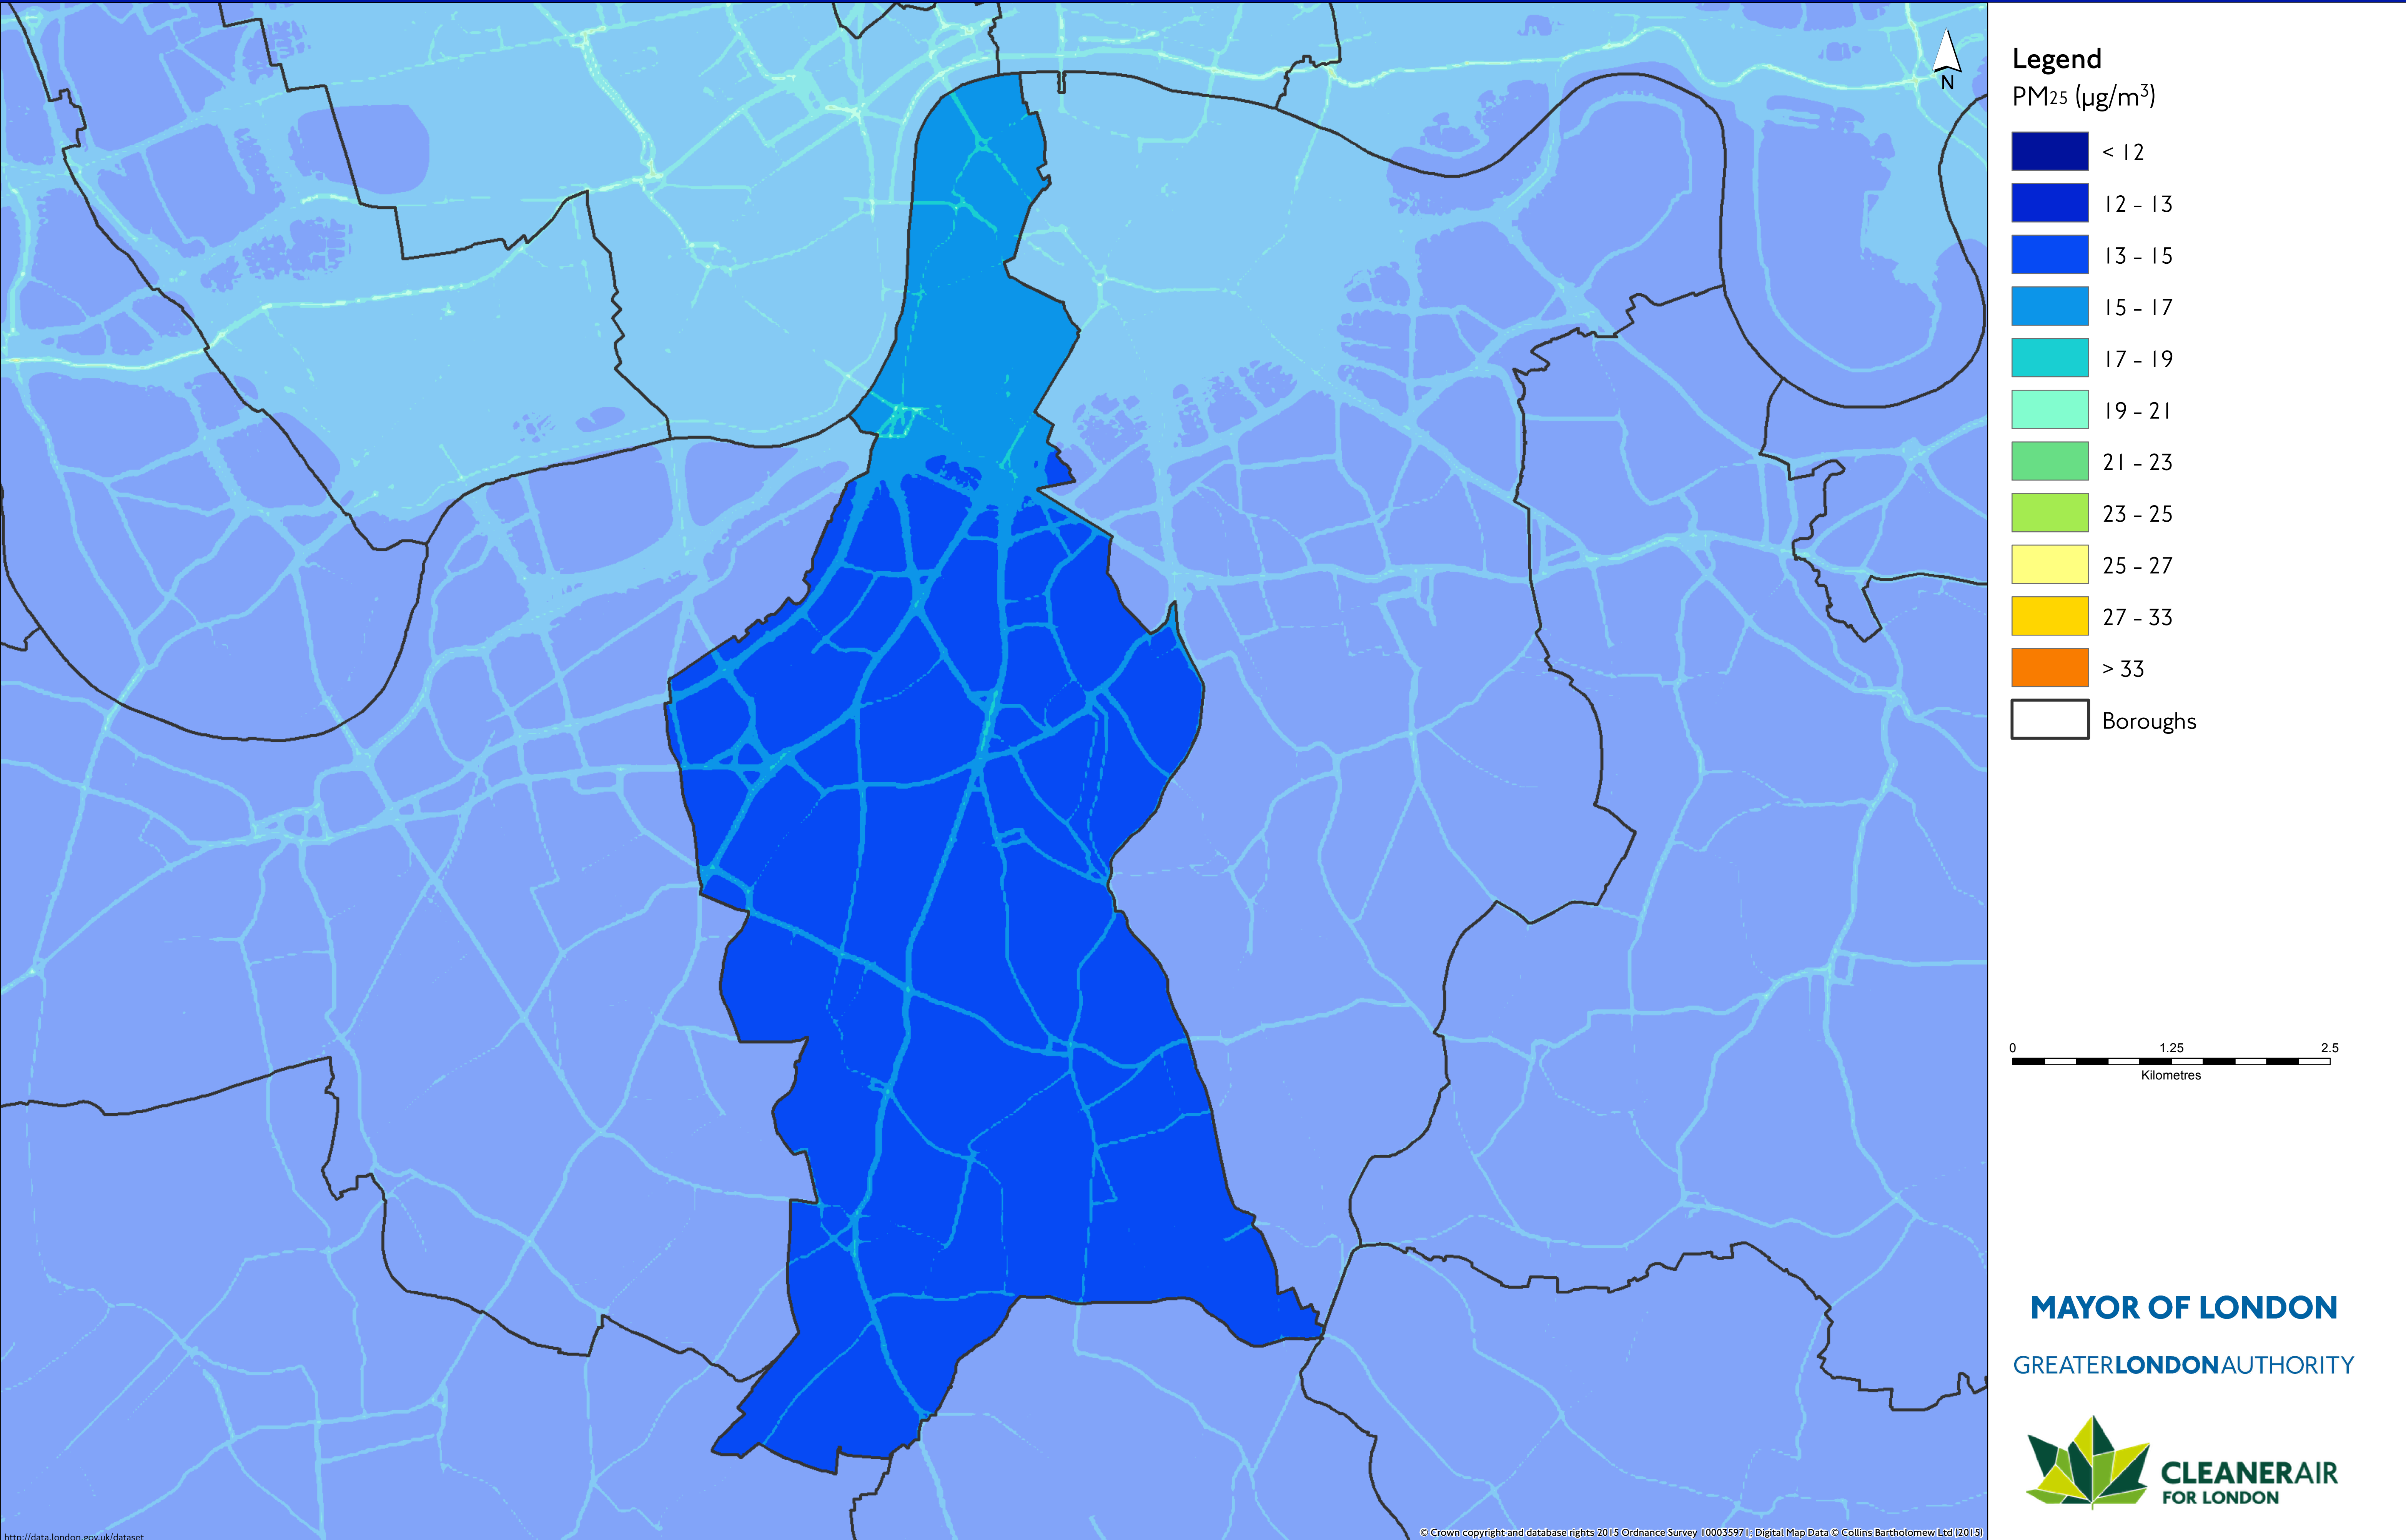 N
Legend
PM25 (µg/m³)
< 12
12 - 13
13 - 15
15 - 17
17 - 19
19 - 21
21 - 23
23 - 25
25 - 27
27 - 33
> 33
Boroughs
0 1.25 2.5
Kilometres
MAYOR OF LONDON
GREATERLONDONAUTHORITY
CLEANERAIR
FOR LONDON
http://data.london.gov.uk/dataset
© Crown copyright and database rights 2015 Ordnance Survey 100035971; Digital Map Data © Collins Bartholomew Ltd (2015)